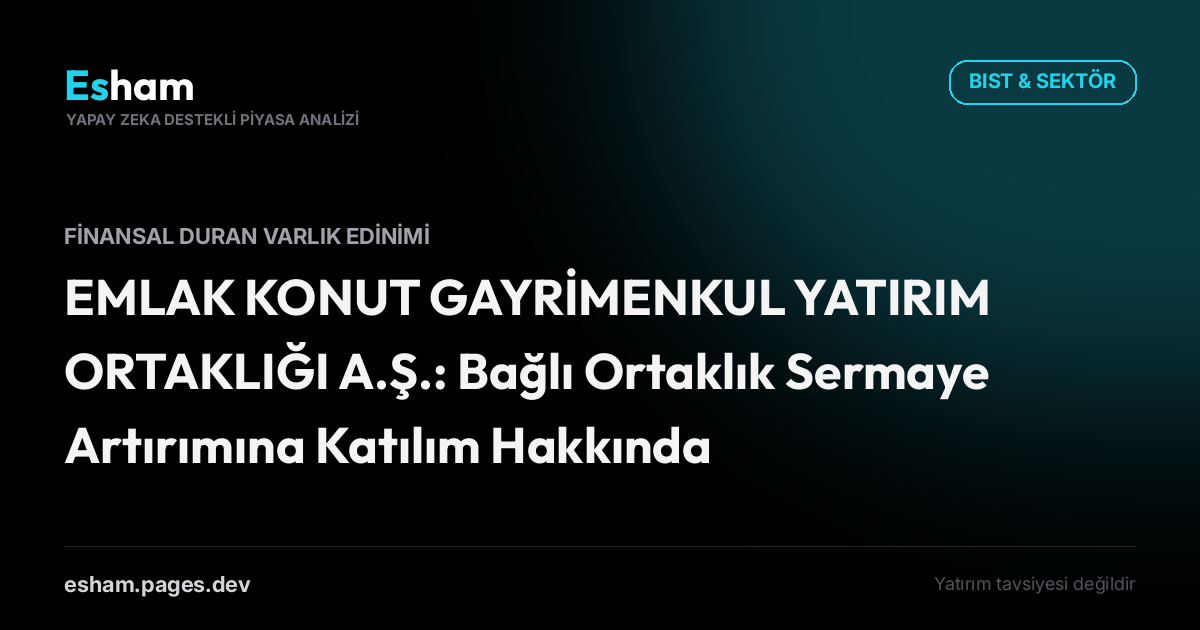 Esham
YAPAY ZEKA DESTEKLİ PİYASA ANALİZİ
BIST & SEKTÖR
FİNANSAL DURAN VARLIK EDİNİMİ
EMLAK KONUT GAYRİMENKUL YATIRIM
ORTAKLIĞI A.Ş.: Bağlı Ortaklık Sermaye
Artırımına Katılım Hakkında
esham.pages.dev
Yatırım tavsiyesi değildir